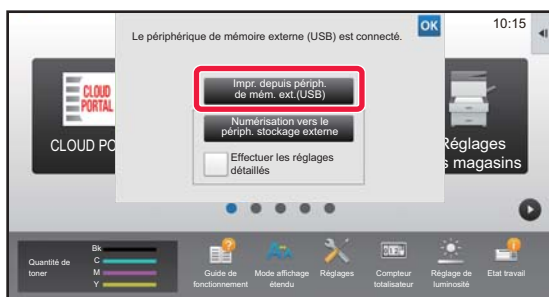 Le périphérique de mémoire externe (USB) est connecté.
OK
10:15
Impr. depuis périph.
de mém. ext.(USB)
Numérisation vers le
périph. stockage externe
Effectuer les réglages
détaillés
CLOUD
PORTAL
CLOUD PO
Réglages
s magasins
Quantité de
toner
Bk
C
M
Y
Guide de
fonctionnement
Mode affichage
étendu
Réglages
Compteur
totalisateur
Réglage de
luminosité
Etat travail